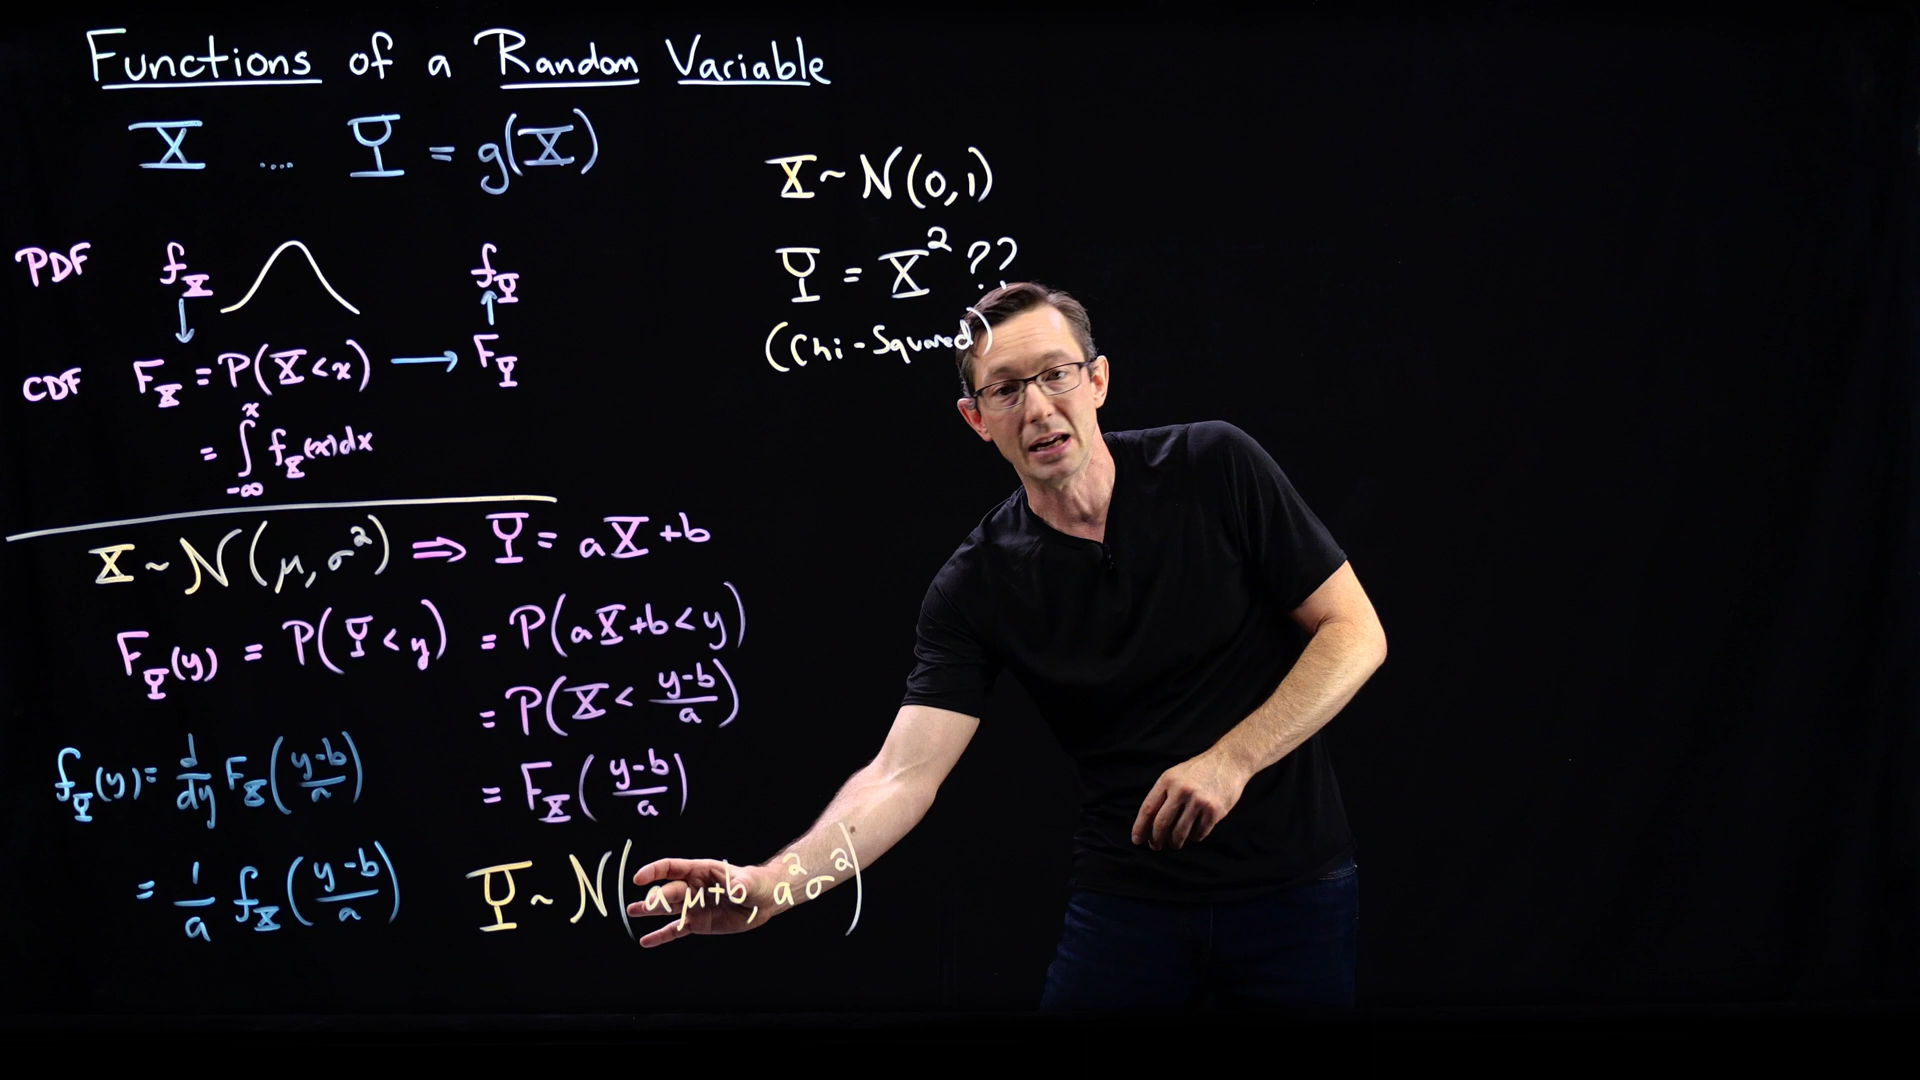 Functions of a Random Variable
X .... Y = g(X)
PDF f_X f_Y
CDF F_X = P(X < x) → F_Y
= ∫_{-∞}^{x} f_X(x)dx
X ~ N(μ, σ²) ⇒ Y = aX + b
F_Y(y) = P(Y < y) = P(aX + b < y)
= P(X < (y-b)/a)
= F_X((y-b)/a)
f_Y(y) = d/dy F_X((y-b)/a)
= 1/a f_X((y-b)/a)
Y ~ N(aμ+b, a²σ²)
X ~ N(0,1)
Y = X² ??
(Chi-Squared)